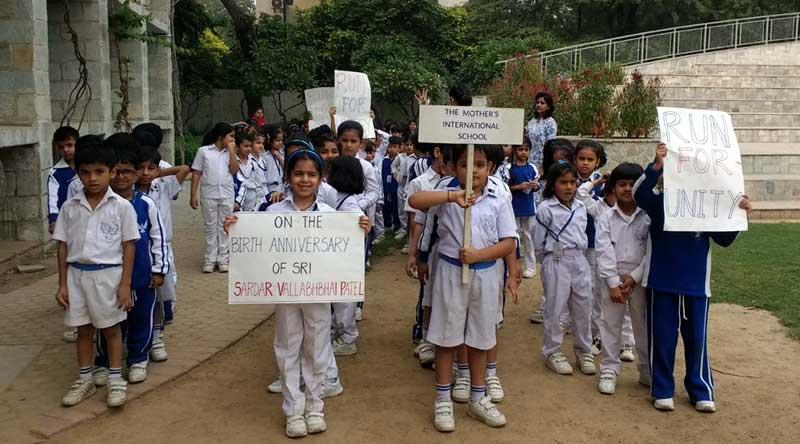 RUN
FOR
THE MOTHER'S
INTERNATIONAL
SCHOOL
RUN
FOR
UNITY
ON THE
BIRTH ANNIVERSARY
OF SRI
SARDAR VALLABHBHAI PATEL